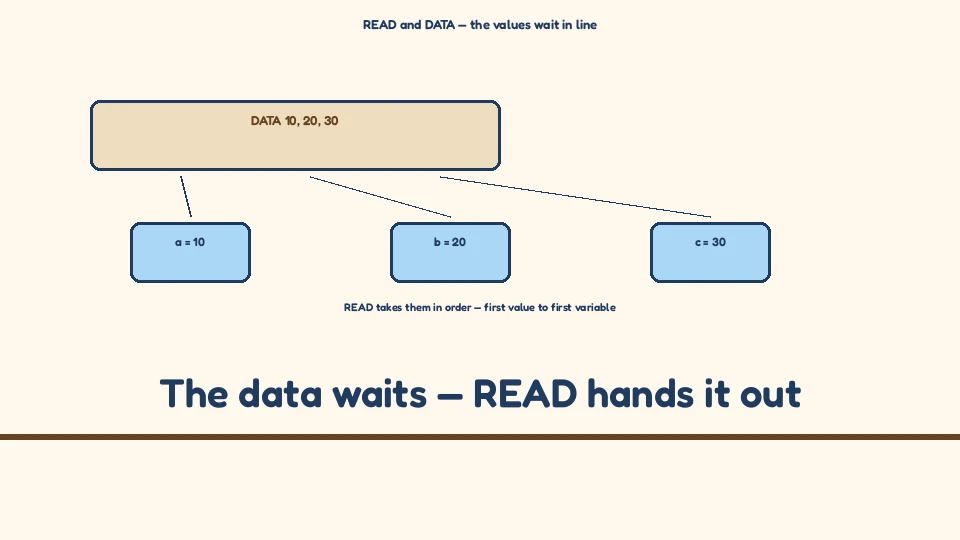 READ and DATA — the values wait in line
DATA 10, 20, 30
a = 10
b = 20
c = 30
READ takes them in order — first value to first variable
The data waits — READ hands it out